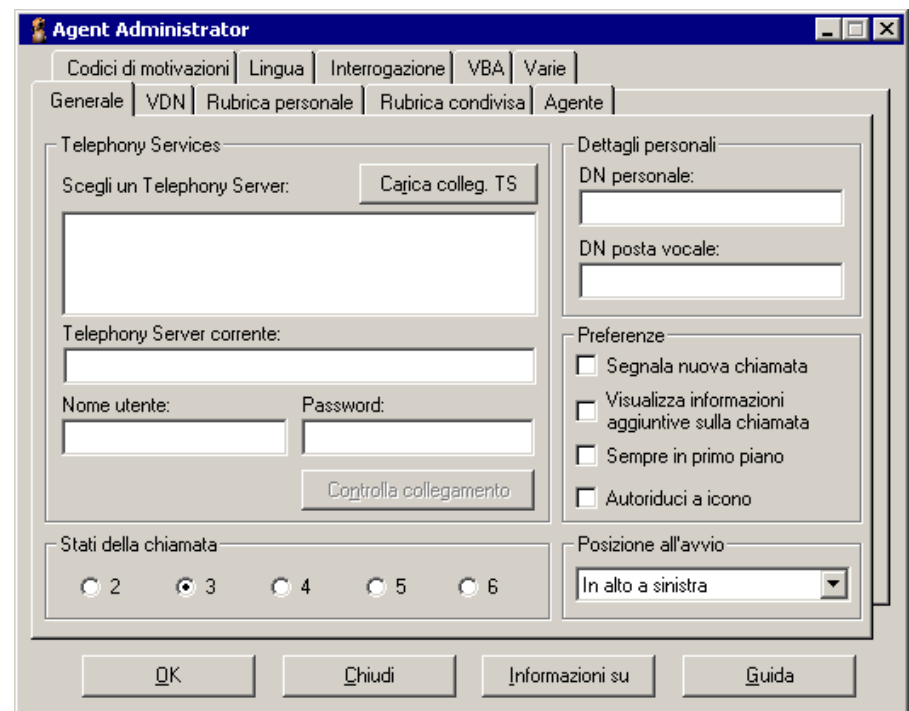 Agent Administrator
Codici di motivazioni Lingua Interrogazione VBA Varie
Generale VDN Rubrica personale Rubrica condivisa Agente
Telephony Services
Scegli un Telephony Server: Carica colleg. TS
Telephony Server corrente:
Nome utente: Password:
Controlla collegamento
Dettagli personali
DN personale:
DN posta vocale:
Preferenze
Segnala nuova chiamata
Visualizza informazioni
aggiuntive sulla chiamata
Sempre in primo piano
Autoriduci a icono
Stati della chiamata
2 3 4 5 6
Posizione all'avvio
In alto a sinistra
OK Chiudi Informazioni su Guida